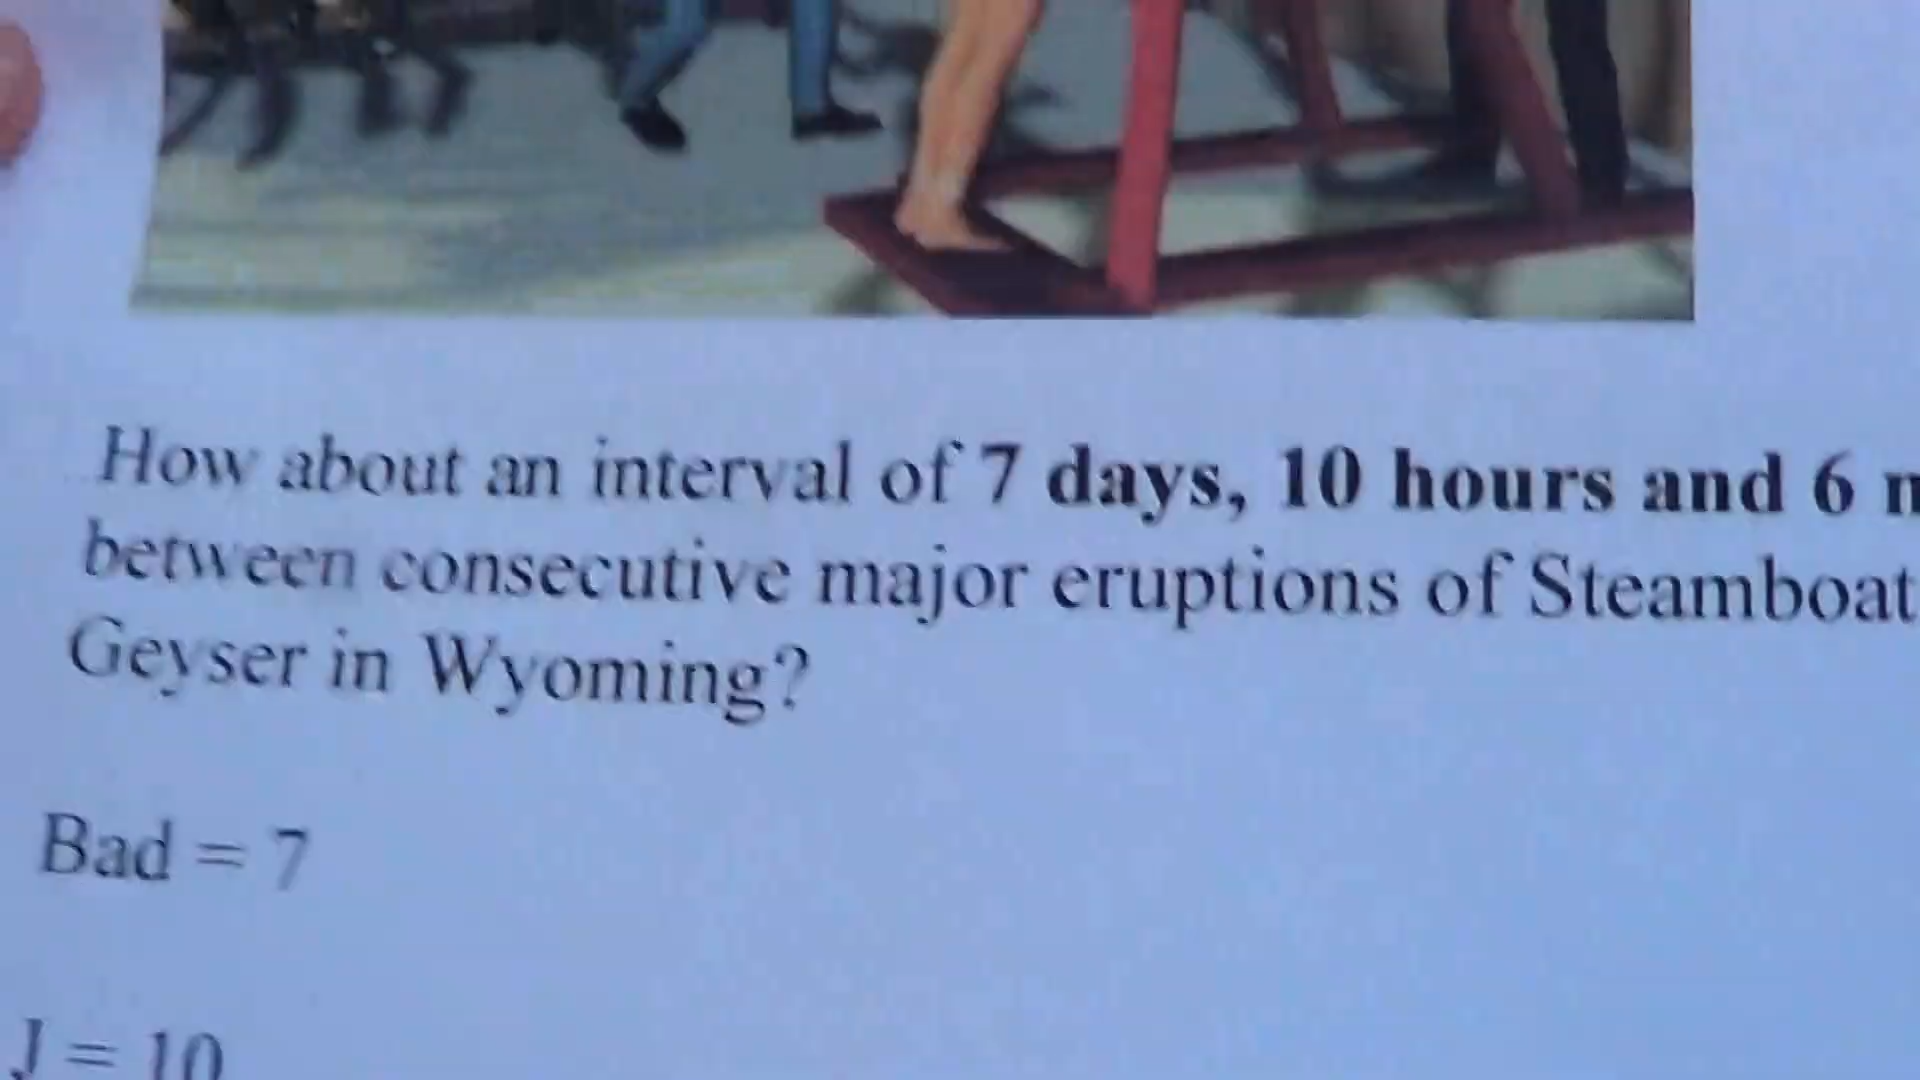 How about an interval of 7 days, 10 hours and 6
between consecutive major eruptions of Steamboat
Geyser in Wyoming?
Bad = 7
J = 10